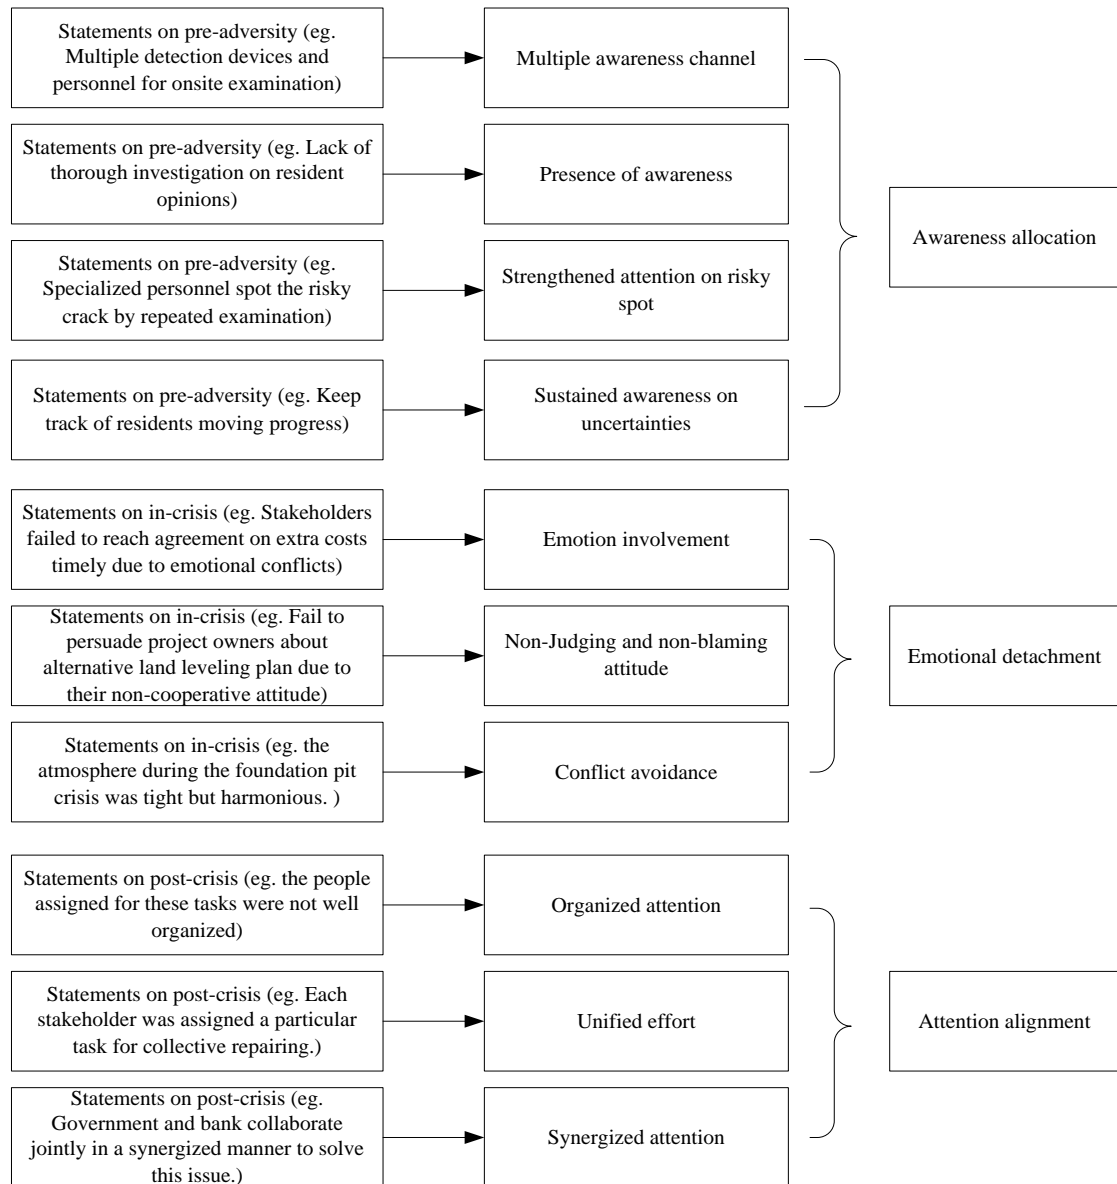 Statements on pre-adversity (eg.
Multiple detection devices and
personnel for onsite examination)
Multiple awareness channel
Statements on pre-adversity (eg. Lack of
thorough investigation on resident
opinions)
Presence of awareness
Statements on pre-adversity (eg.
Specialized personnel spot the risky
crack by repeated examination)
Strengthened attention on risky
spot
Statements on pre-adversity (eg. Keep
track of residents moving progress)
Sustained awareness on
uncertainties
Awareness allocation
Statements on in-crisis (eg. Stakeholders
failed to reach agreement on extra costs
timely due to emotional conflicts)
Emotion involvement
Statements on in-crisis (eg. Fail to
persuade project owners about
alternative land leveling plan due to
their non-cooperative attitude)
Non-Judging and non-blaming
attitude
Statements on in-crisis (eg. the
atmosphere during the foundation pit
crisis was tight but harmonious. )
Conflict avoidance
Emotional detachment
Statements on post-crisis (eg. the people
assigned for these tasks were not well
organized)
Organized attention
Statements on post-crisis (eg. Each
stakeholder was assigned a particular
task for collective repairing.)
Unified effort
Statements on post-crisis (eg.
Government and bank collaborate
jointly in a synergized manner to solve
this issue.)
Synergized attention
Attention alignment